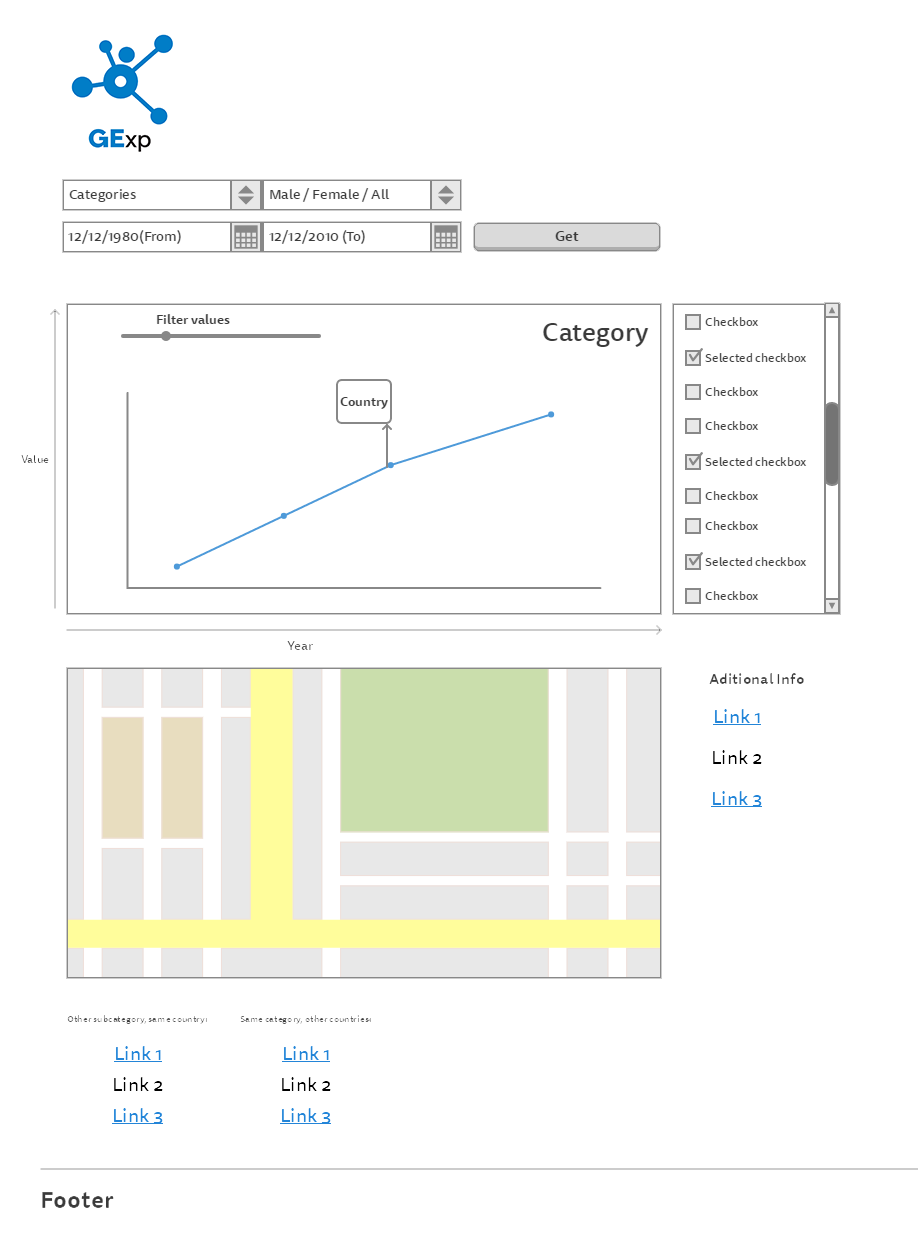 GExp
Categories
Male / Female / All
12/12/1980(From)
12/12/2010 (To)
Get
Filter values
Category
Country
Value
Year
Checkbox
Selected checkbox
Checkbox
Checkbox
Selected checkbox
Checkbox
Checkbox
Selected checkbox
Checkbox
Aditional Info
Link 1
Link 2
Link 3
Other subcategory, same country:
Link 1
Link 2
Link 3
Same category, other countries:
Link 1
Link 2
Link 3
Footer